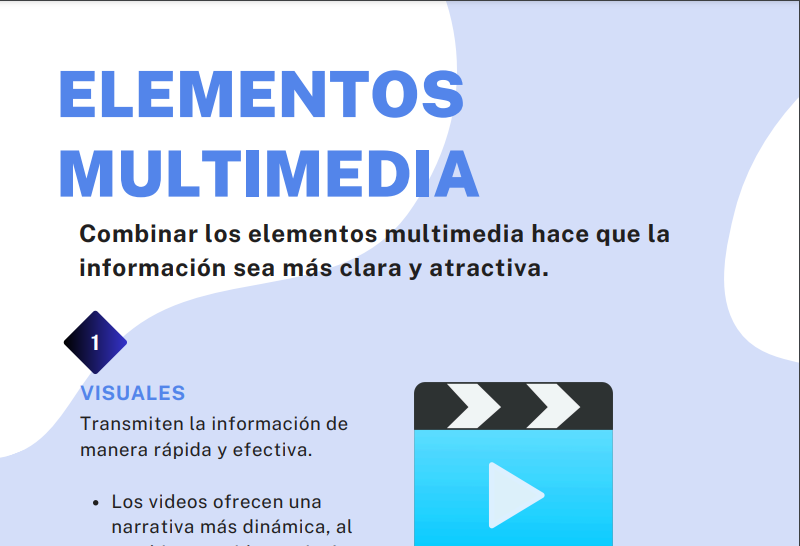 ELEMENTOS
MULTIMEDIA
Combinar los elementos multimedia hace que la
información sea más clara y atractiva.
1
VISUALES
Transmiten la información de
manera rápida y efectiva.
• Los videos ofrecen una
narrativa más dinámica, al